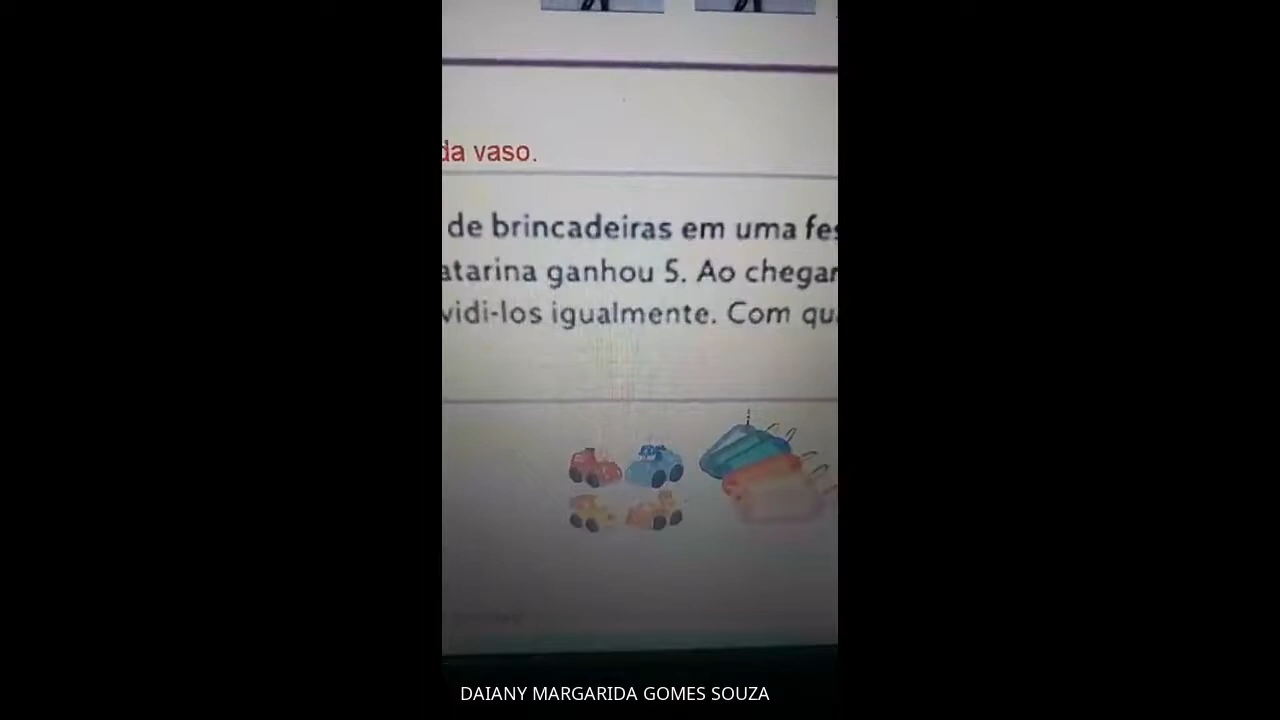 da vaso.
de brincadeiras em uma fes
atarina ganhou 5. Ao chegar
vidi-los igualmente. Com qua
DAIANY MARGARIDA GOMES SOUZA